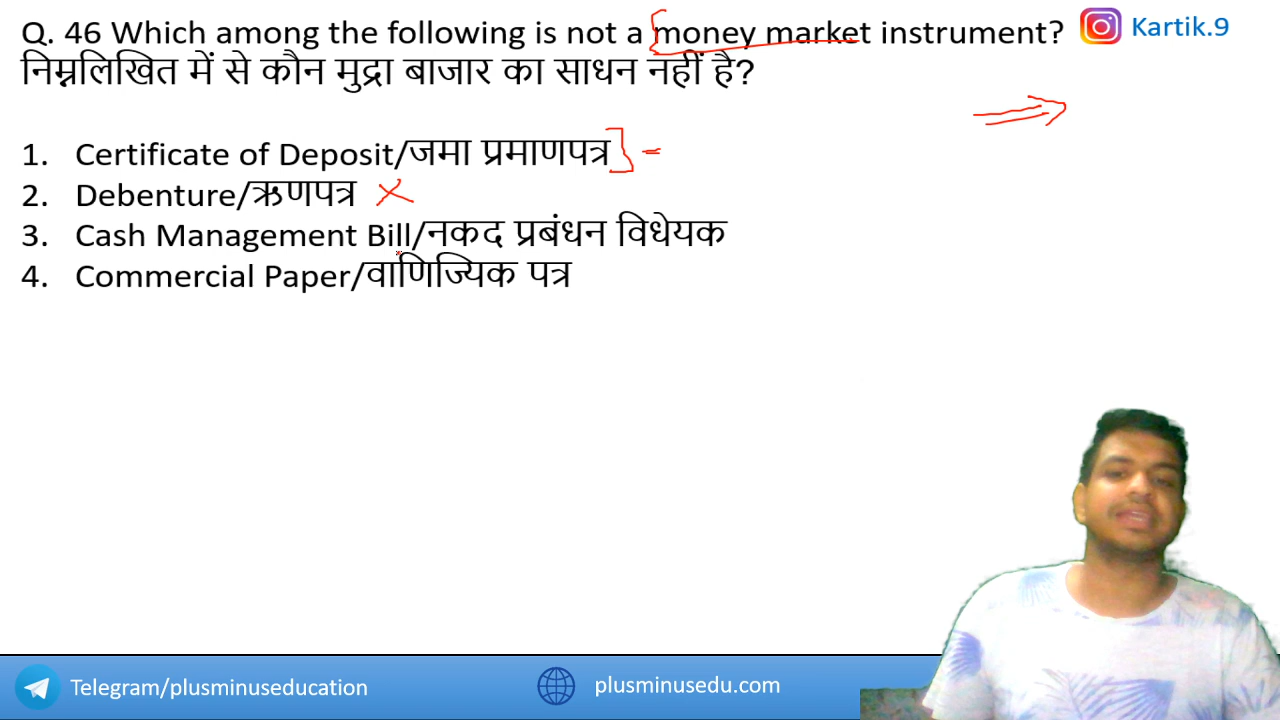 Q. 46 Which among the following is not a money market instrument?
Kartik.9
निम्नलिखित में से कौन मुद्रा बाजार का साधन नहीं है?
1. Certificate of Deposit/जमा प्रमाणपत्र
2. Debenture/ऋणपत्र
3. Cash Management Bill/नकद प्रबंधन विधेयक
4. Commercial Paper/वाणिज्यिक पत्र
Telegram/plusminuseducation
plusminusedu.com